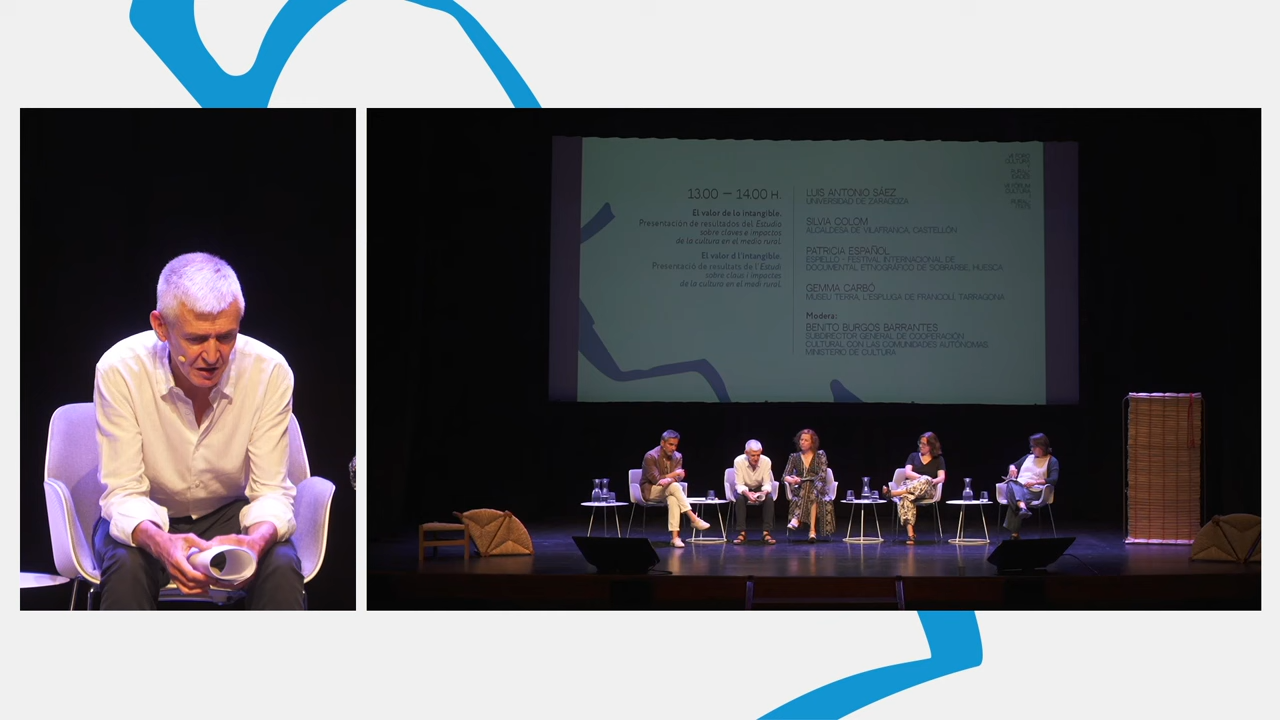 13.00 — 14.00 H.
El valor de lo intangible.
Presentación de resultados del Estudio
sobre claves e impactos
de la cultura en el medio rural.
El valor d l'intangible.
Presentació de resultats de l'Estudi
sobre claus i impactes
de la cultura en el medi rural.
LUIS ANTONIO SÁEZ
UNIVERSIDAD DE ZARAGOZA
SILVIA COLOM
ALCALDESA DE VILAFRANCA, CASTELLÓN
PATRICIA ESPAÑOL
ESPIELLO - FESTIVAL INTERNACIONAL DE
DOCUMENTAL ETNOGRÁFICO DE SOBRARBE, HUESCA
GEMMA CARBÓ
MUSEU TERRA, L'ESPLUGA DE FRANCOLÍ, TARRAGONA
Modera:
BENITO BURGOS BARRANTES
SUBDIRECTOR GENERAL DE COOPERACIÓN
CULTURAL CON LAS COMUNIDADES AUTÓNOMAS
MINISTERIO DE CULTURA